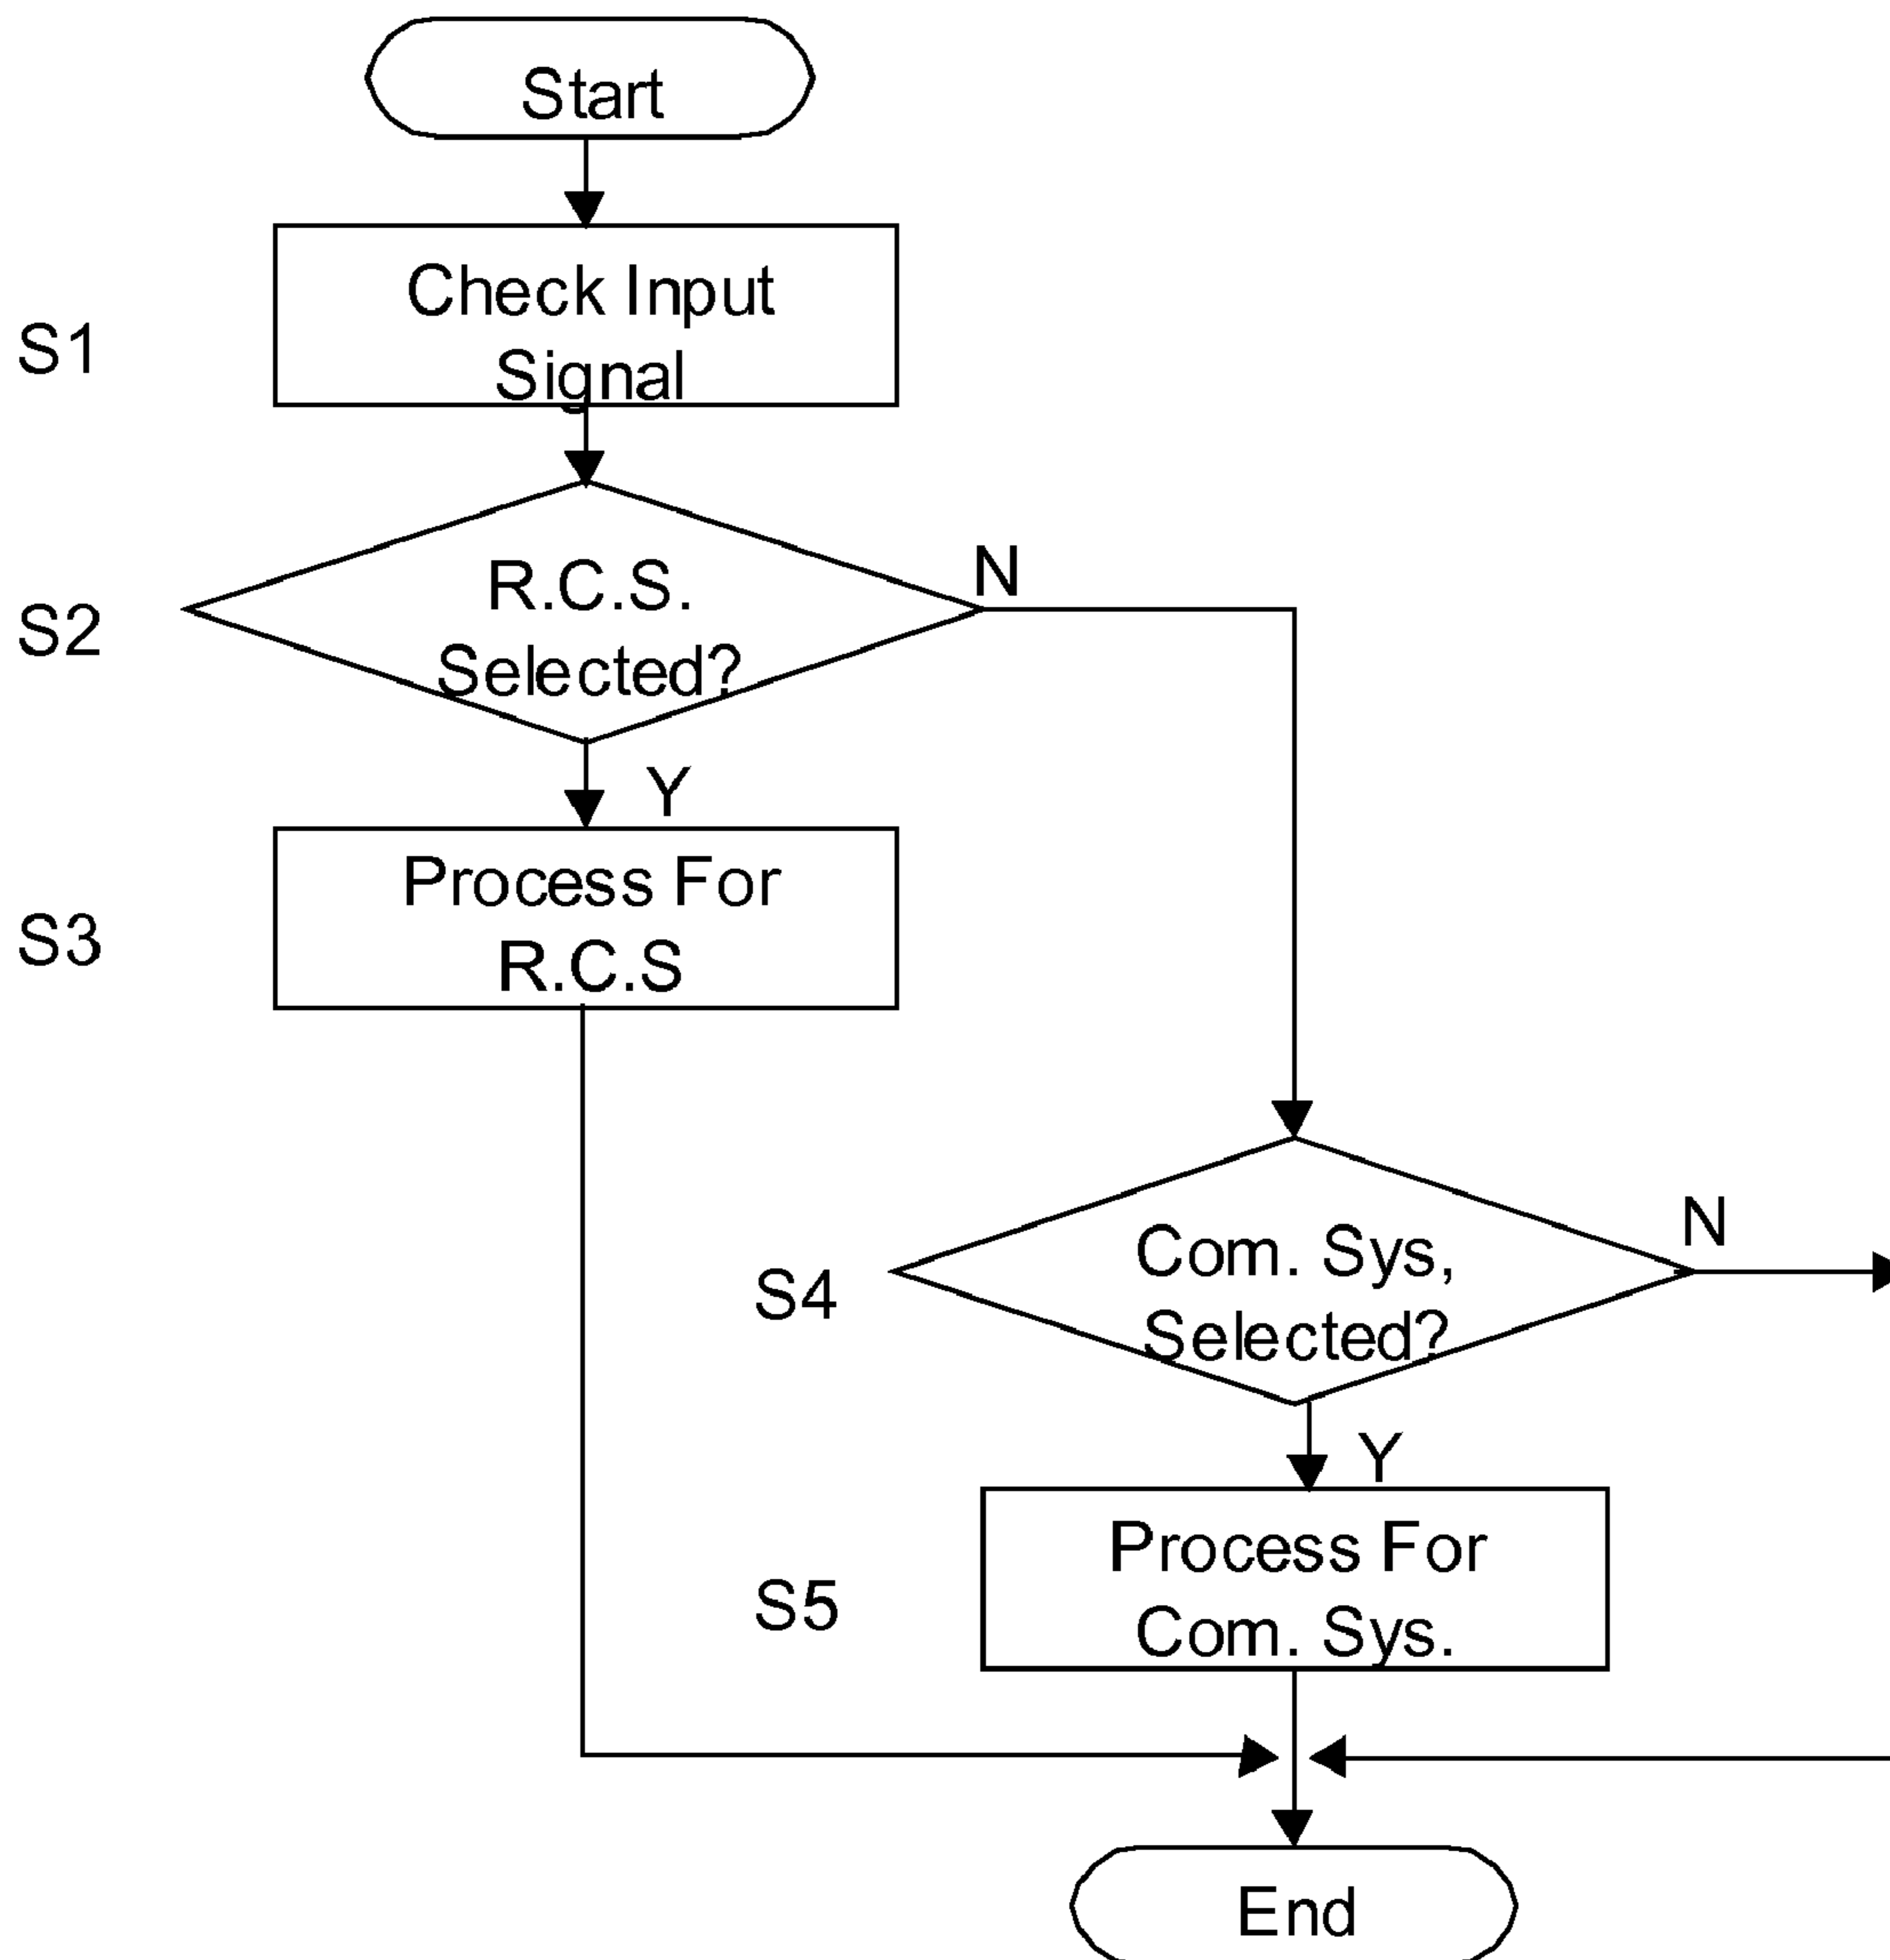 Start
S1
Check Input
Signal
S2
R.C.S.
Selected?
N
Y
S3
Process For
R.C.S
S4
Com. Sys,
Selected?
N
Y
S5
Process For
Com. Sys.
End